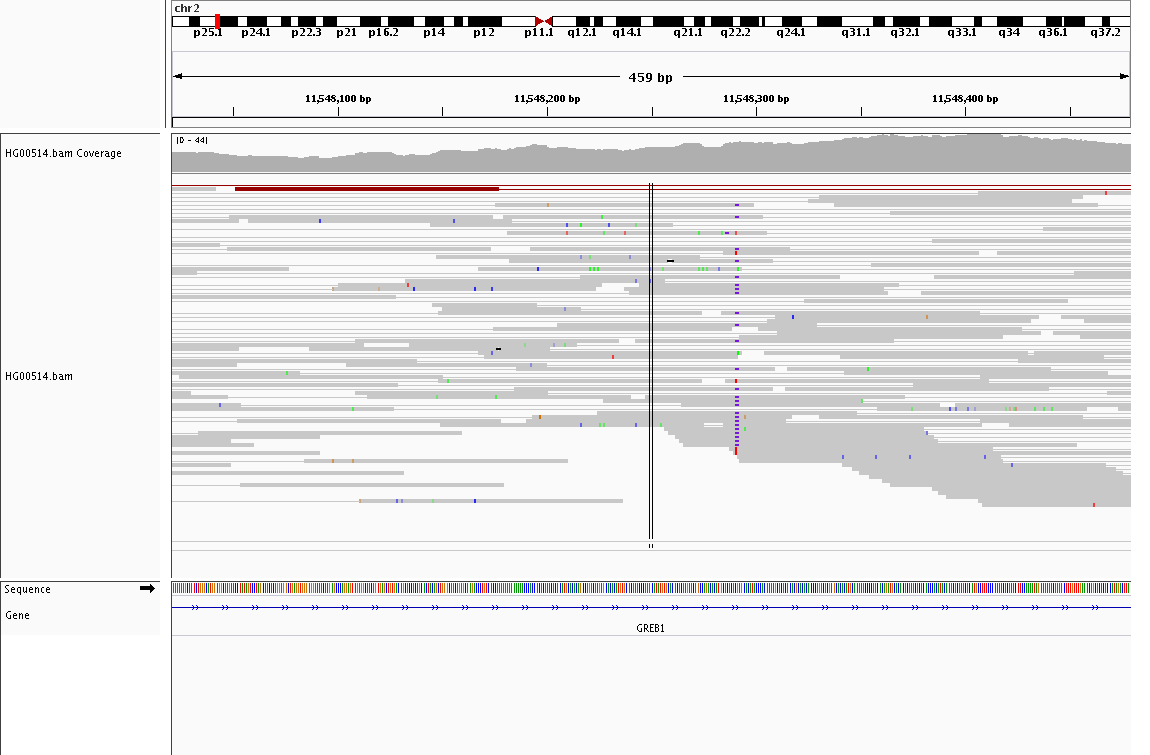 chr2
p25.1 p24.1 p22.3 p21 p16.2 p14 p12 p11.1 q12.1 q14.1 q21.1 q22.2 q24.1 q31.1 q32.1 q33.1 q34 q36.1 q37.2
459 bp
11,548,100 bp 11,548,200 bp 11,548,300 bp 11,548,400 bp
[0 - 44]
HG00514.bam Coverage
HG00514.bam
Sequence
Gene
GREB1